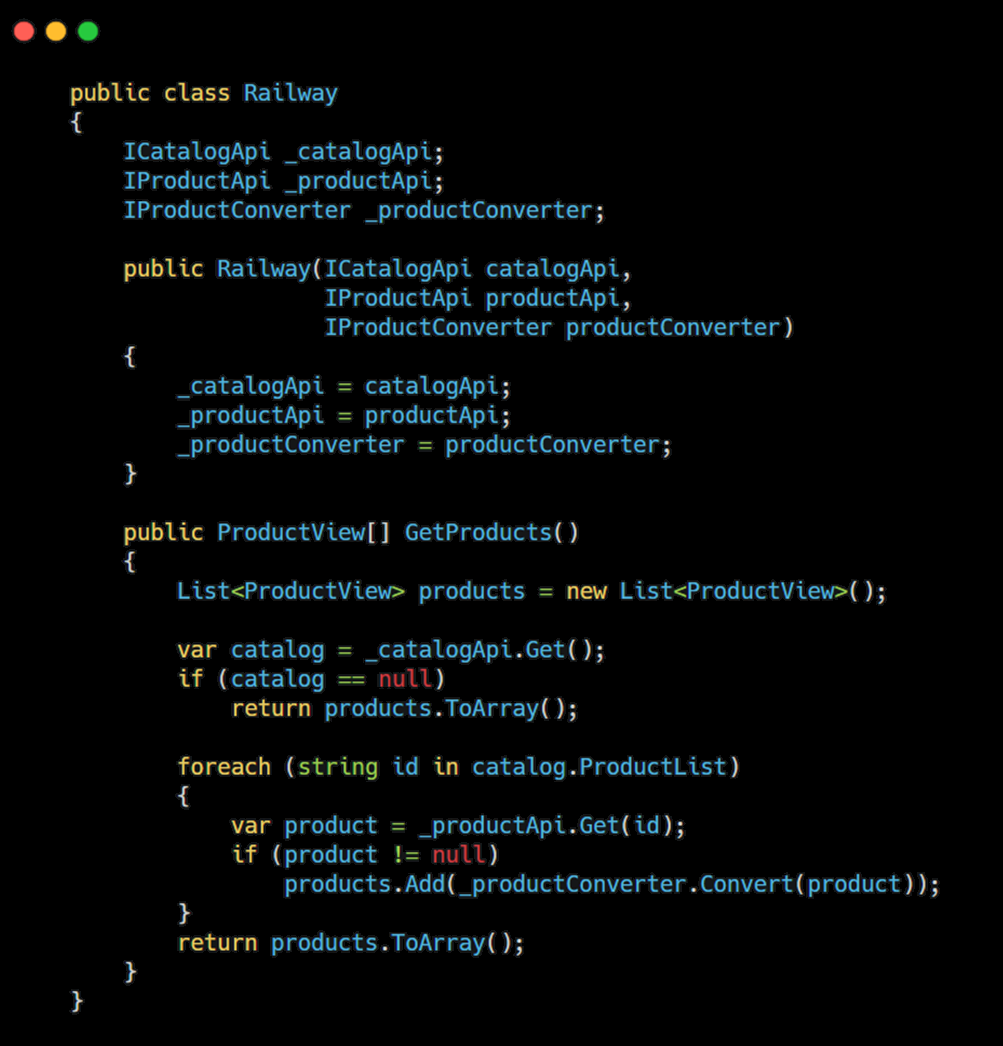 public class Railway
{
    ICatalogApi _catalogApi;
    IProductApi _productApi;
    IProductConverter _productConverter;

    public Railway(ICatalogApi catalogApi,
                   IProductApi productApi,
                   IProductConverter productConverter)
    {
        _catalogApi = catalogApi;
        _productApi = productApi;
        _productConverter = productConverter;
    }

    public ProductView[] GetProducts()
    {
        List<ProductView> products = new List<ProductView>();

        var catalog = _catalogApi.Get();
        if (catalog == null)
            return products.ToArray();

        foreach (string id in catalog.ProductList)
        {
            var product = _productApi.Get(id);
            if (product != null)
                products.Add(_productConverter.Convert(product));
        }
        return products.ToArray();
    }
}